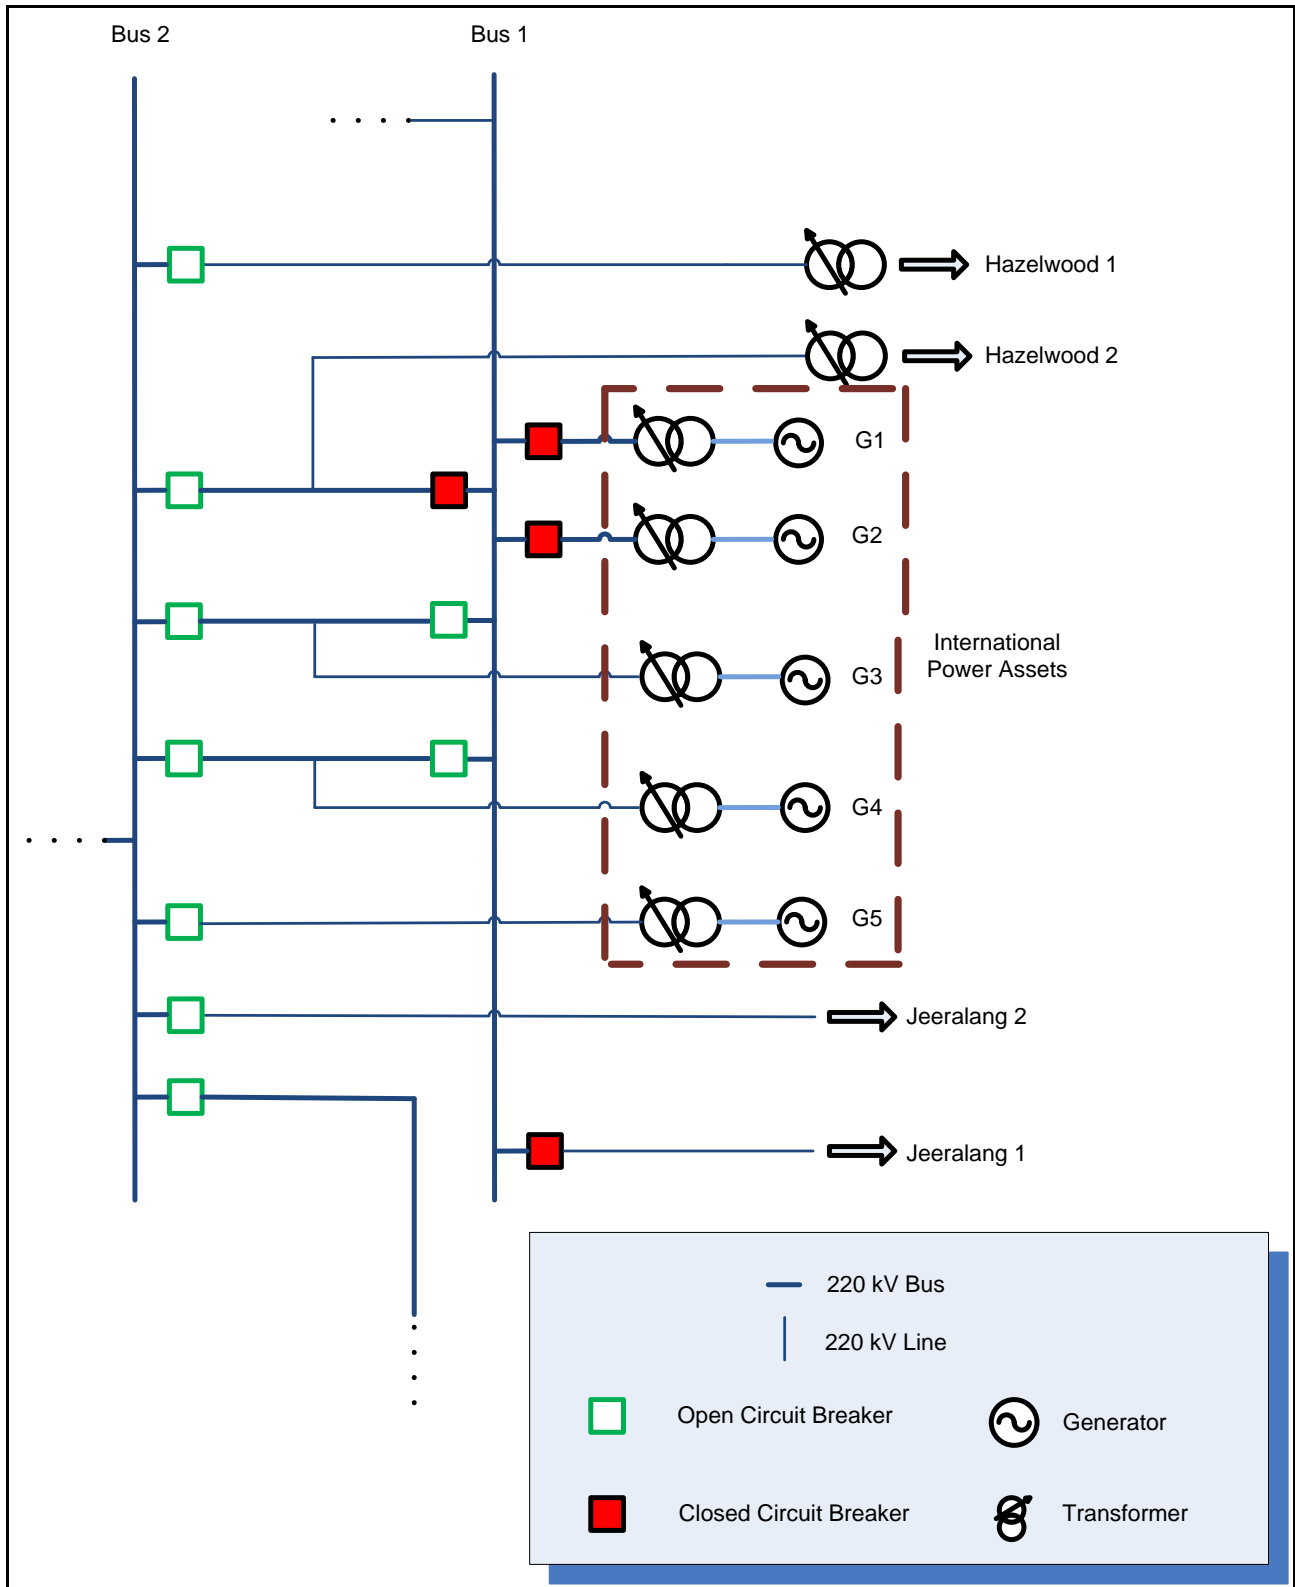 Bus 2
Bus 1
Hazelwood 1
Hazelwood 2
G1
G2
International
Power Assets
G3
G4
G5
Jeeralang 2
Jeeralang 1
220 kV Bus
220 kV Line
Open Circuit Breaker
Generator
Closed Circuit Breaker
Transformer